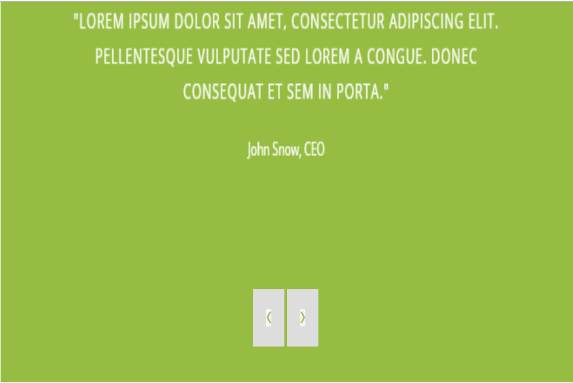 "LOREM IPSUM DOLOR SIT AMET, CONSECTETUR ADIPISCING ELIT.
PELLENTESQUE VULPUTATE SED LOREM A CONGUE. DONEC
CONSEQUAT ET SEM IN PORTA."
John Snow, CEO